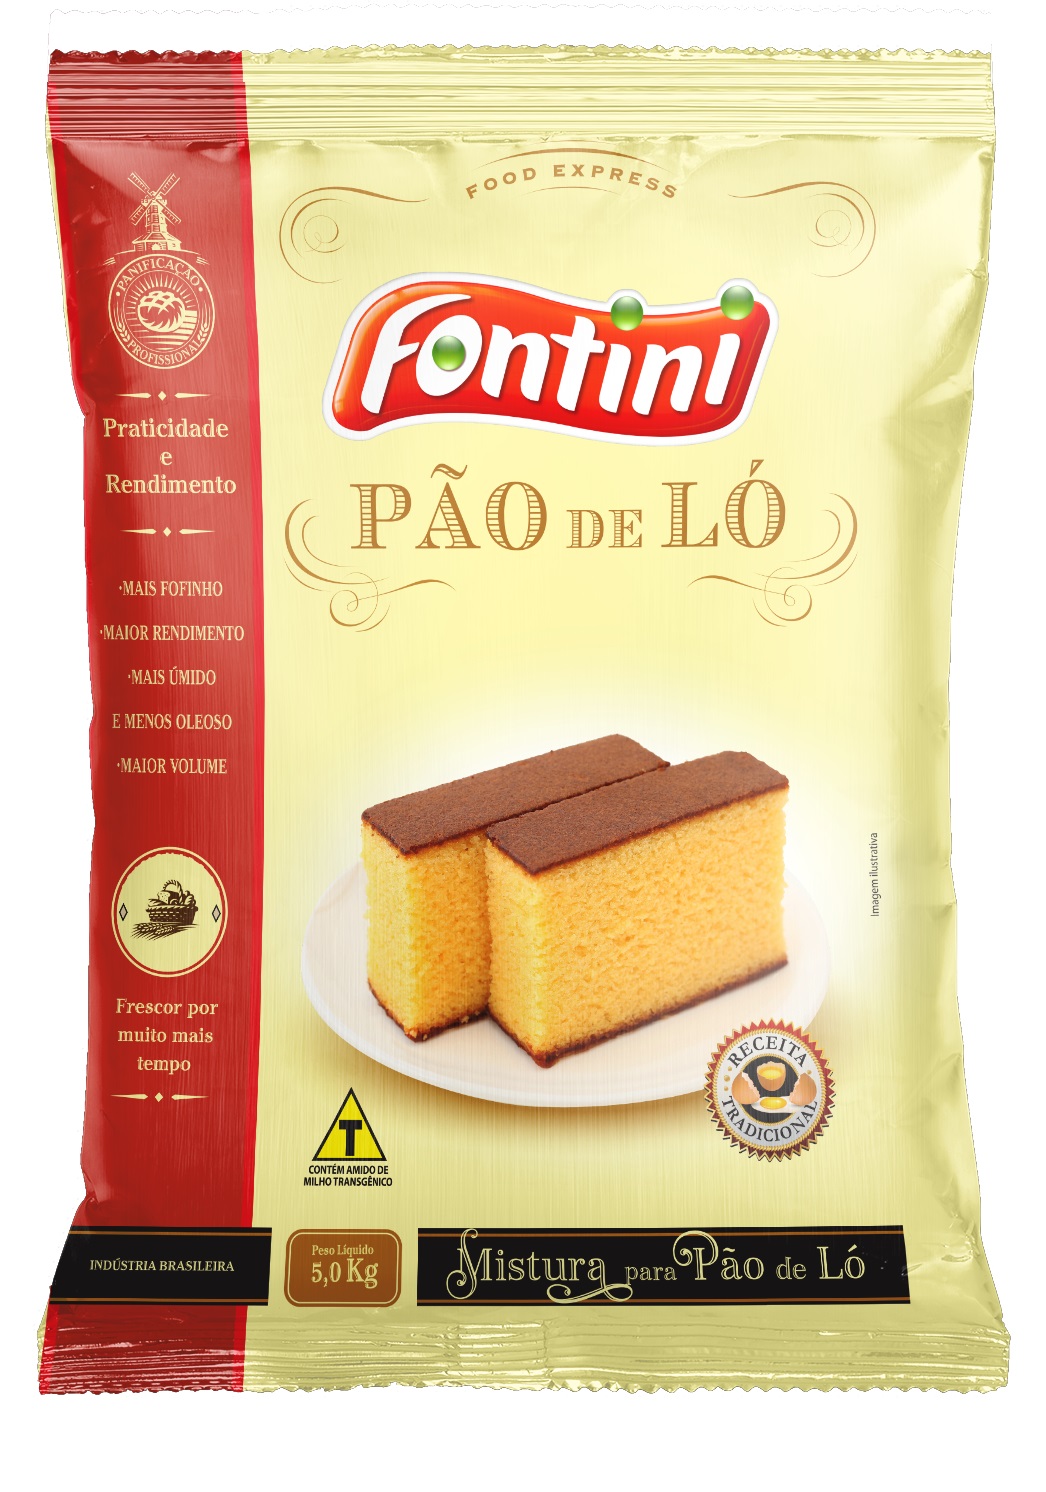 FOOD EXPRESS
Fontini
PÃO DE LÓ
PANIFICAÇÃO
PROFISSIONAL
Praticidade
e
Rendimento
·MAIS FOFINHO
·MAIOR RENDIMENTO
·MAIS ÚMIDO
E MENOS OLEOSO
·MAIOR VOLUME
Frescor por
muito mais
tempo
Imagem ilustrativa
RECEITA
TRADICIONAL
T
CONTÉM AMIDO DE
MILHO TRANSGÊNICO
INDÚSTRIA BRASILEIRA
Peso Líquido
5,0 Kg
Mistura para Pão de Ló